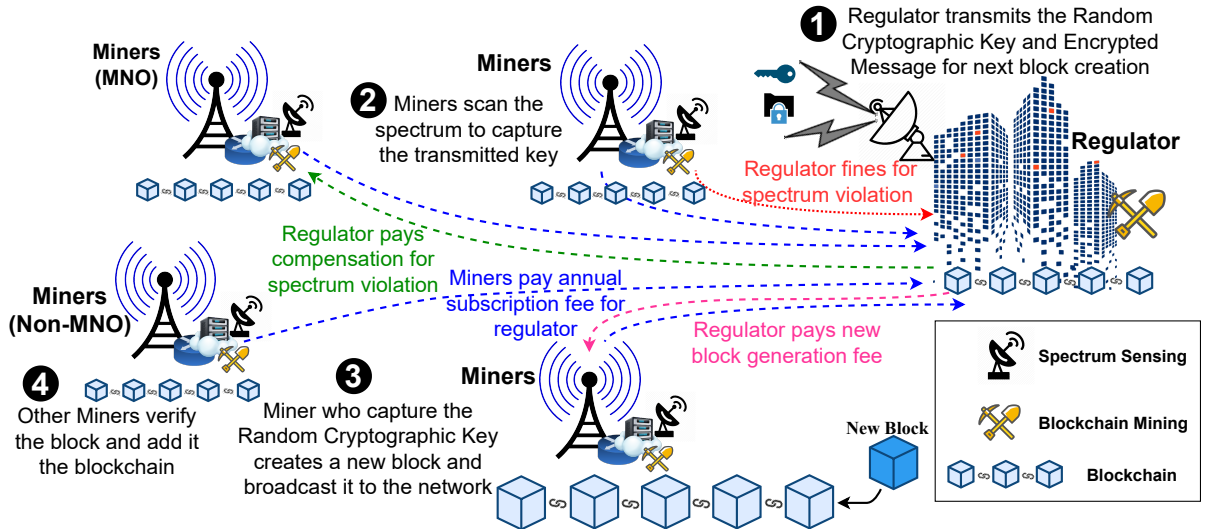 Miners
(MNO)
2
Miners scan the
spectrum to capture
the transmitted key
Miners
1
Regulator transmits the Random
Cryptographic Key and Encrypted
Message for next block creation
Regulator
Regulator fines for
spectrum violation
Regulator pays
compensation for
spectrum violation
Miners pay annual
subscription fee for
regulator
Regulator pays new
block generation fee
Miners
(Non-MNO)
4
Other Miners verify
the block and add it
the blockchain
3
Miner who capture the
Random Cryptographic Key
creates a new block and
broadcast it to the network
Miners
New Block
Spectrum Sensing
Blockchain Mining
Blockchain